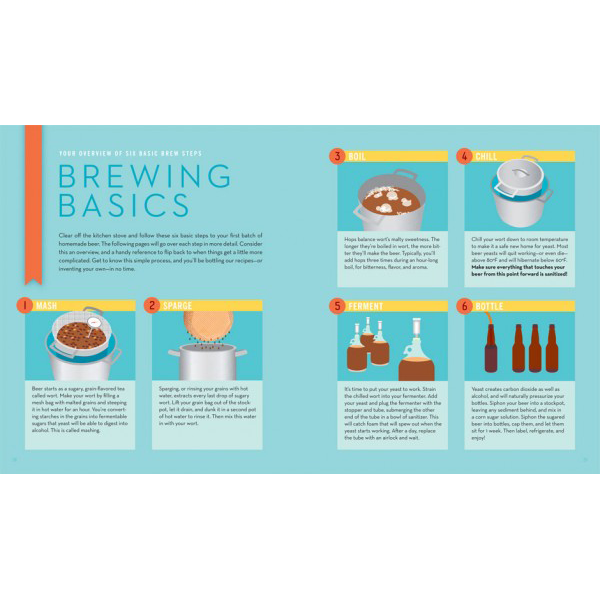 YOUR OVERVIEW OF SIX BASIC BREW STEPS
BREWING
BASICS
Clear off the kitchen stove and follow these six basic steps to your first batch of
homemade beer. The following pages will go over each step in more detail. Consider
this an overview, and a handy reference to flip back to when things get a little more
complicated. Get to know this simple process, and you'll be bottling our recipes—or
inventing your own—in no time.
1 MASH
Beer starts as a sugary, grain-flavored tea
called wort. Make your wort by filling a
mesh bag with malted grains and steeping
it in hot water for an hour. You're convert-
ing starches in the grains into fermentable
sugars that yeast will be able to digest into
alcohol. This is called mashing.
2 SPARGE
Sparging, or rinsing your grains with hot
water, extracts every last drop of sugary
wort. Lift your grain bag out of the stock
pot, let it drain, and dunk it in a second pot
of hot water to rinse it. Then mix this water
in with your wort.
3 BOIL
Hops balance wort's malty sweetness. The
longer they're boiled in wort, the more bit-
ter they'll make the beer. Typically, you'll
add hops three times during an hour-long
boil, for bitterness, flavor, and aroma.
4 CHILL
Chill your wort down to room temperature
to make it a safe new home for yeast. Most
beer yeasts will quit working—or even die—
above 80°F and will hibernate below 60°F.
Make sure everything that touches your
beer from this point forward is sanitized!
5 FERMENT
It's time to put your yeast to work. Strain
the chilled wort into your fermenter. Add
your yeast and plug the fermenter with the
stopper and tube, submerging the other
end of the tube in a bowl of sanitizer. This
will catch foam that will spew out when the
yeast starts working. After a day, replace
the tube with an airlock and wait.
6 BOTTLE
Yeast creates carbon dioxide as well as
alcohol, and will naturally pressurize your
bottles. Siphon your beer into a stockpot,
leaving any sediment behind, and mix in
a corn sugar solution. Siphon the sugared
beer into bottles, cap them, and let them
sit for 1 week. Then label, refrigerate, and
enjoy!